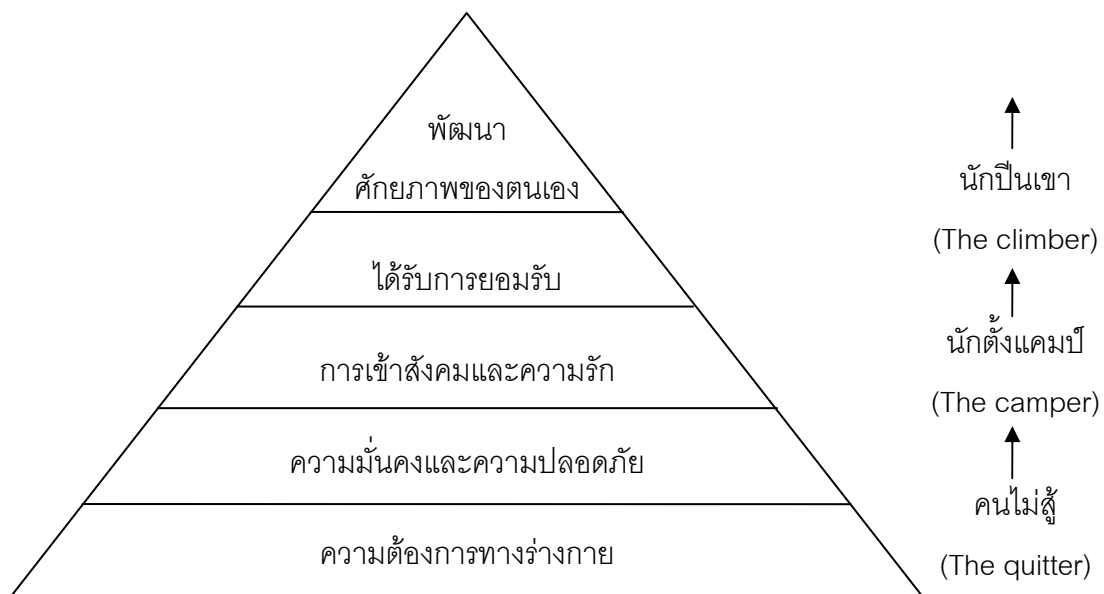 พัฒนา
ศักยภาพของตนเอง
ได้รับการยอมรับ
การเข้าสังคมและความรัก
ความมั่นคงและความปลอดภัย
ความต้องการทางร่างกาย
นักปีนเขา
(The climber)
นักตั้งแคมป์
(The camper)
คนไม่สู้
(The quitter)